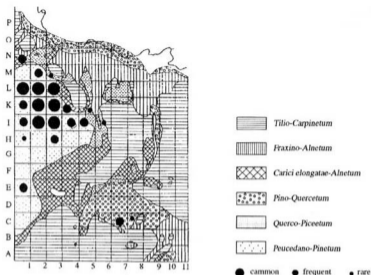 P
O
N
M
L
K
I
H
G
F
E
D
C
B
A
1 2 3 4 5 6 7 8 9 10 11
Tilio-Carpinetum
Fraxino-Alnetum
Carici elongatae-Alnetum
Pino-Quercetum
Querco-Piceetum
Peucedano-Pinetum
common frequent rare